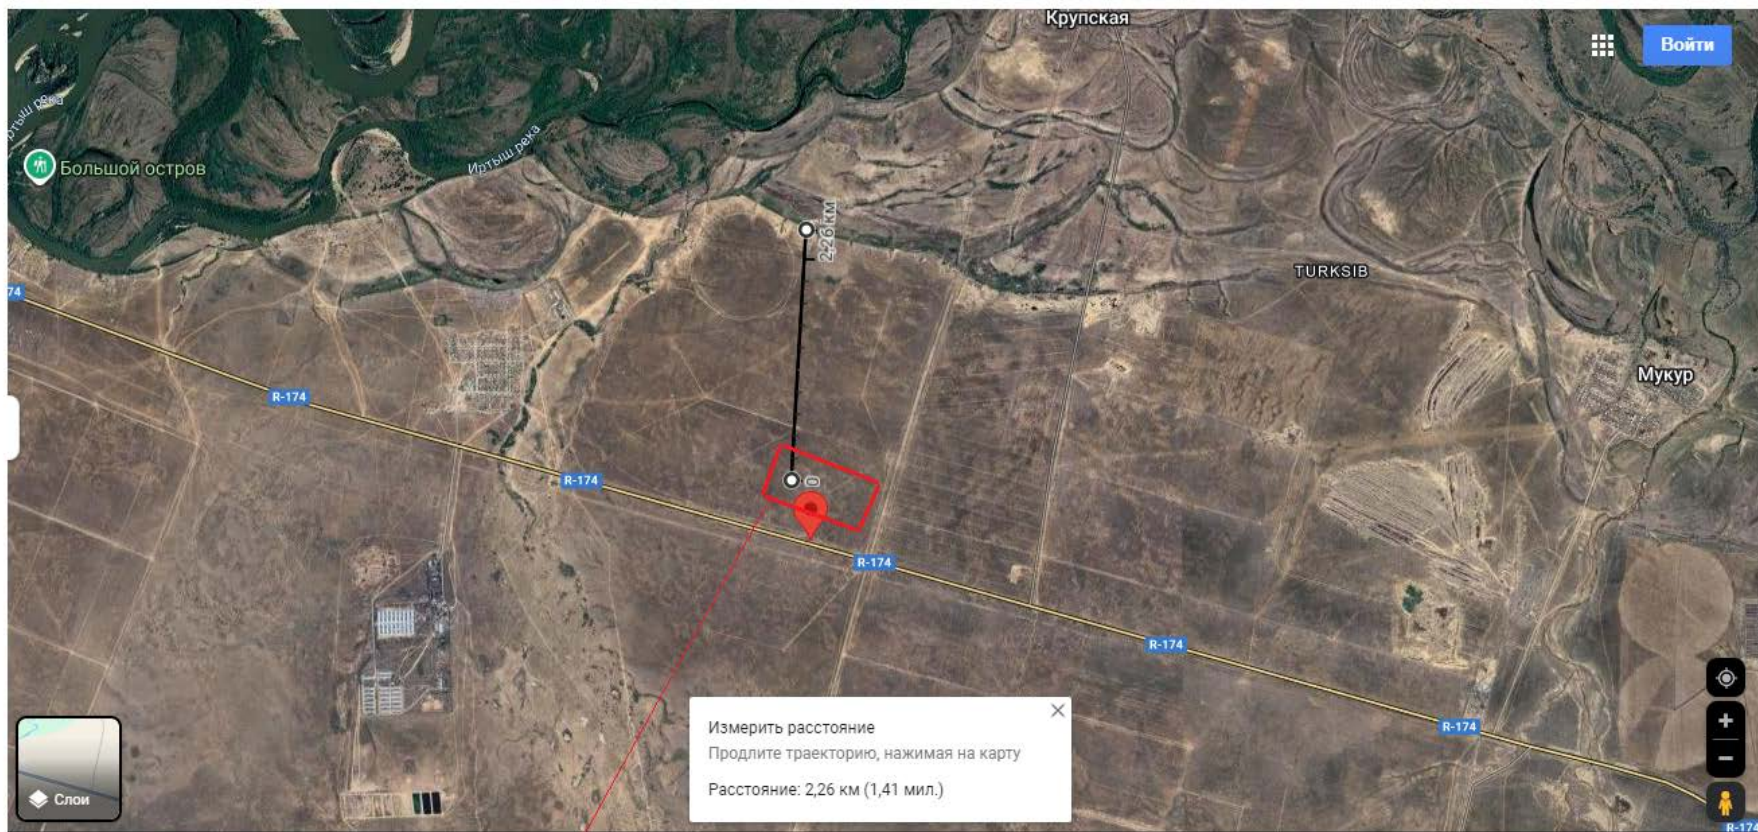 Крупская
Войти
Иртыш река
Иртыш река
Большой остров
2,26 км
TURKSIB
74
R-174
Мукур
R-174
0
R-174
R-174
Измерить расстояние
Продлите траекторию, нажимая на карту
Расстояние: 2,26 км (1,41 мил.)
R-174
Слои
R-174